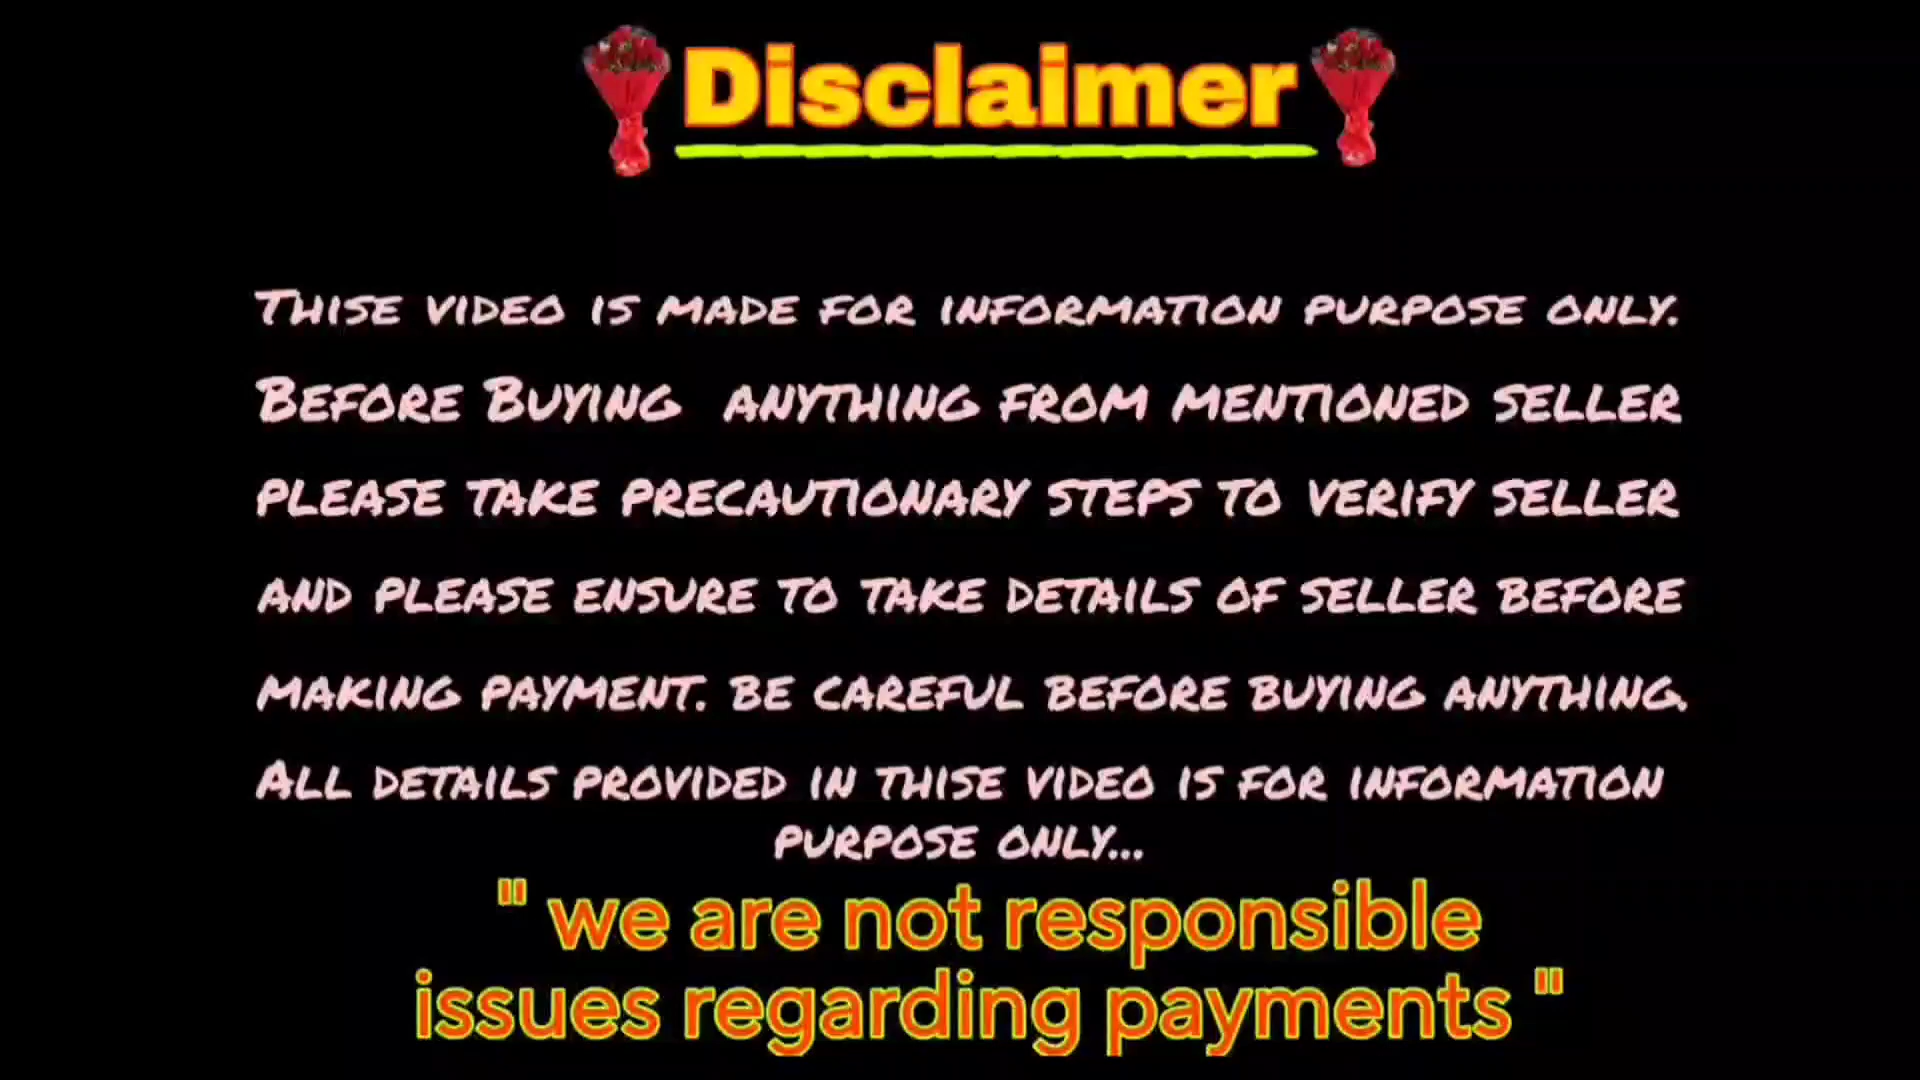 Disclaimer
THISE VIDEO IS MADE FOR INFORMATION PURPOSE ONLY.
BEFORE BUYING ANYTHING FROM MENTIONED SELLER
PLEASE TAKE PRECAUTIONARY STEPS TO VERIFY SELLER
AND PLEASE ENSURE TO TAKE DETAILS OF SELLER BEFORE
MAKING PAYMENT. BE CAREFUL BEFORE BUYING ANYTHING.
ALL DETAILS PROVIDED IN THISE VIDEO IS FOR INFORMATION
PURPOSE ONLY...
" we are not responsible
issues regarding payments "